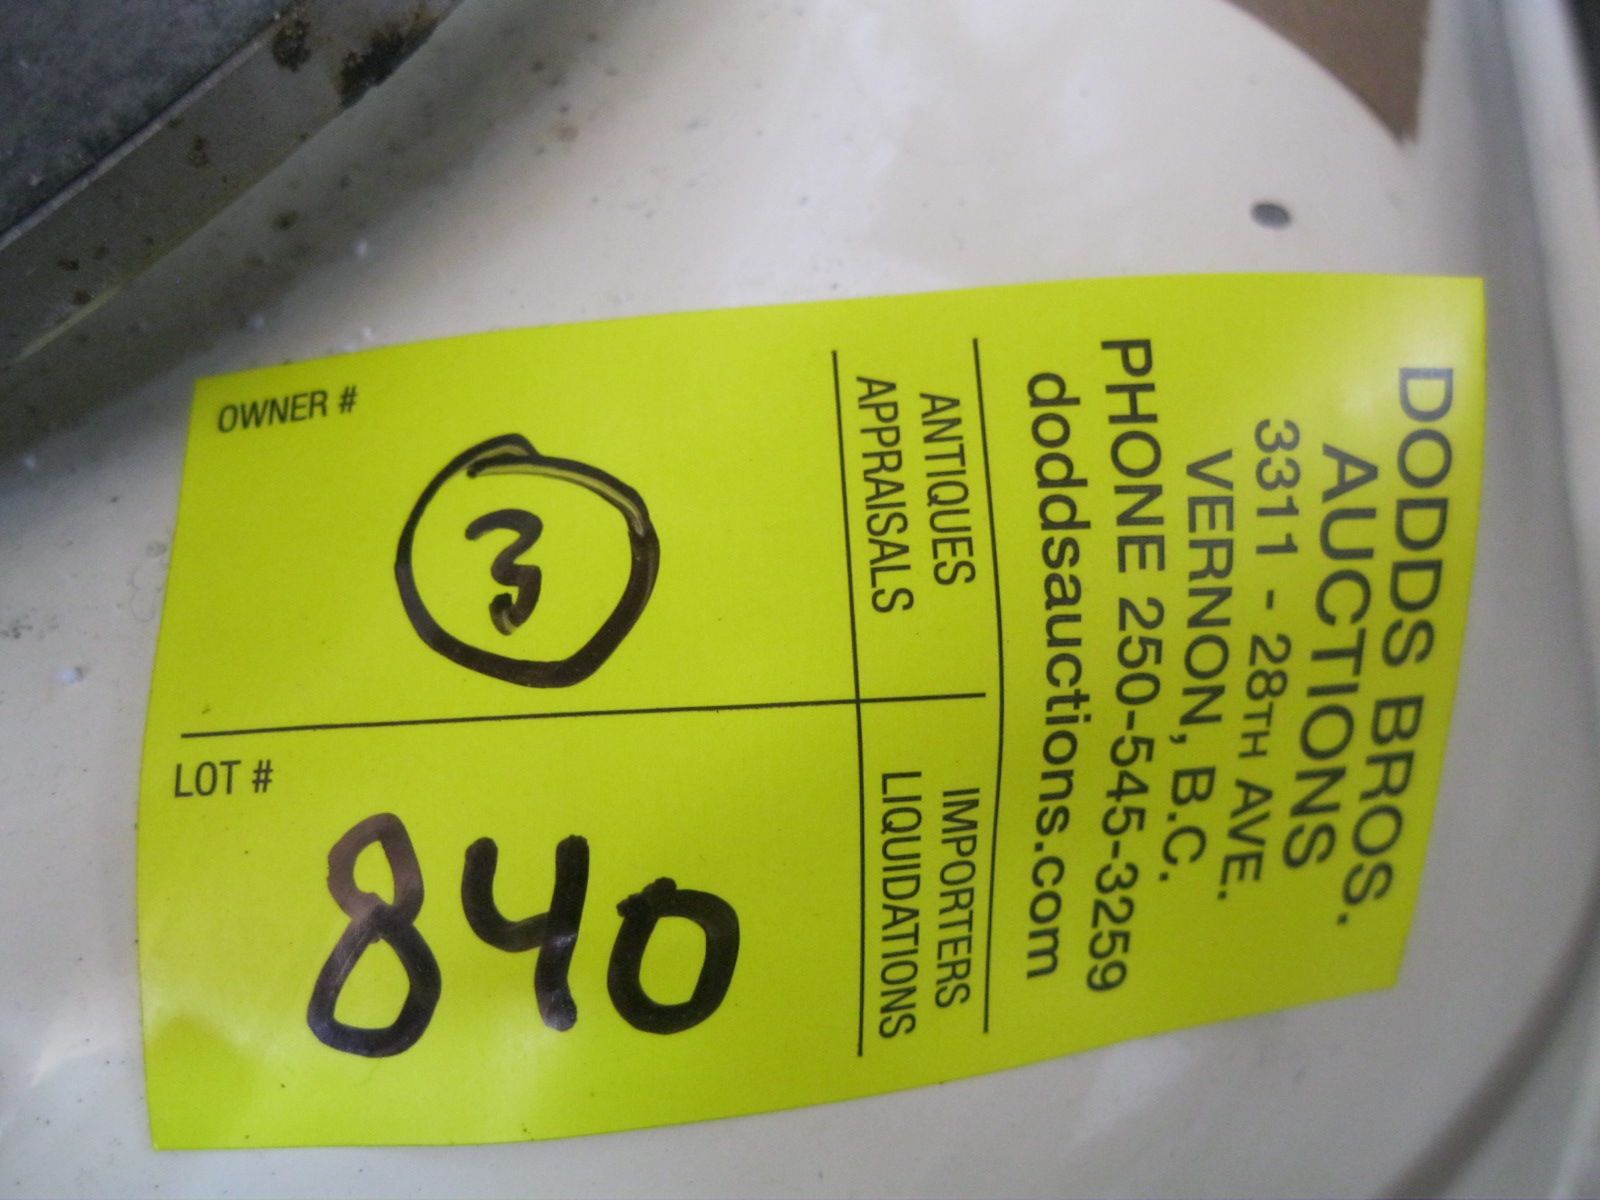 DODDS BROS.
AUCTIONS
3311 - 28TH AVE.
VERNON, B.C.
PHONE 250-545-3259
doddsauctions.com
ANTIQUES
APPRAISALS
IMPORTERS
LIQUIDATIONS
OWNER #
3
LOT #
840